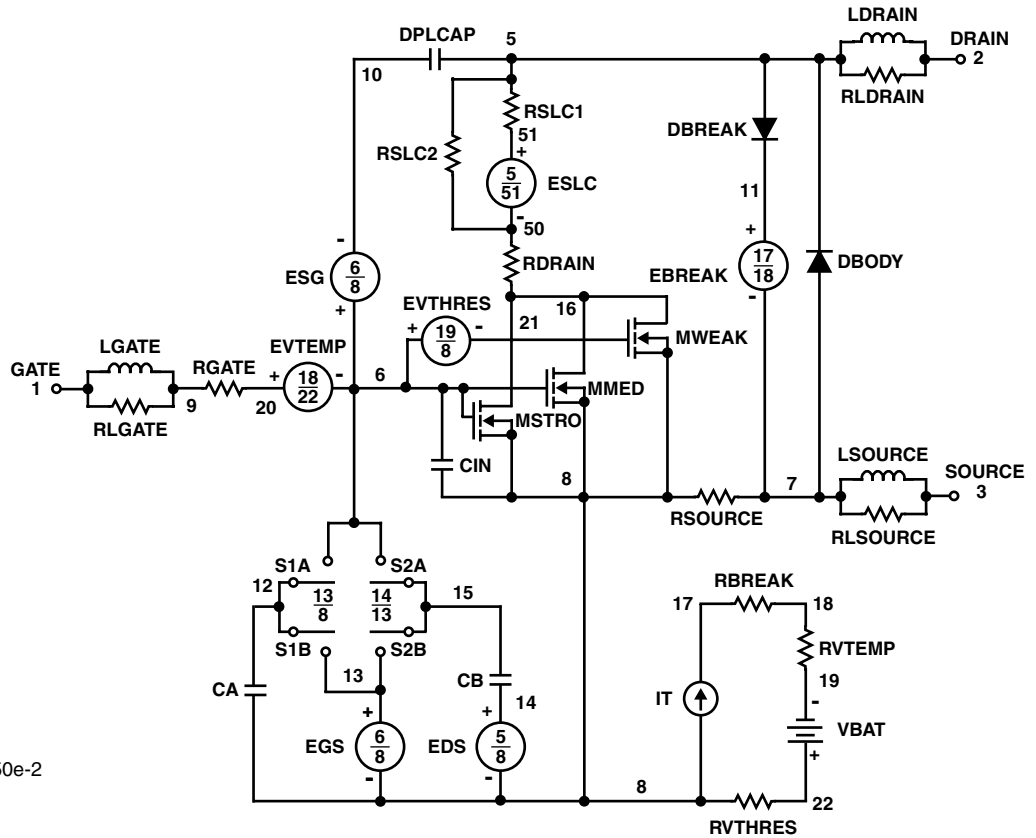 LDRAIN
DPLCAP 5 DRAIN
10 2
RSLC1 RLDRAIN
DBREAK
51
RSLC2 +
5
51 ESLC 11
-
50
- +
RDRAIN 17
18 DBODY
6
8 EBREAK
ESG
EVTHRES -
+ 16
+ 19
8 - 21
MWEAK
LGATE EVTEMP
GATE RGATE + 18
22 - 6
1 MMED
9 20
RLGATE MSTRO
LSOURCE
CIN 8 7 SOURCE
3
RSOURCE
RLSOURCE
S1A S2A
12 RBREAK
13
8 14
13 15 17 18
S1B S2B RVTEMP
13 CB 19
CA IT -
14
+ + VBAT
6
8 5
8
EGS EDS +
- -
50e-2 8 22
RVTHRES